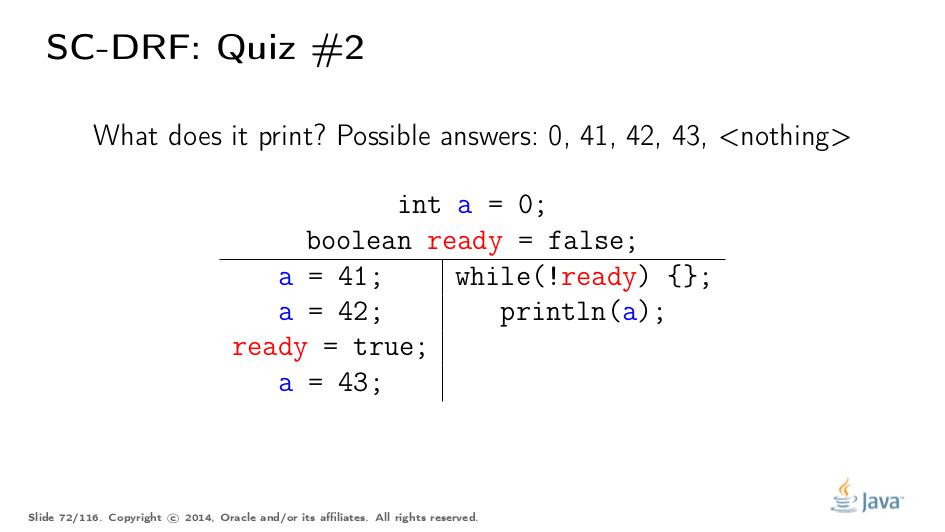 SC-DRF: Quiz #2
What does it print? Possible answers: 0, 41, 42, 43, <nothing>
int a = 0;
boolean ready = false;
a = 41;
a = 42;
ready = true;
a = 43;
while(!ready) {};
println(a);
Slide 72/116. Copyright © 2014, Oracle and/or its affiliates. All rights reserved.
Java™